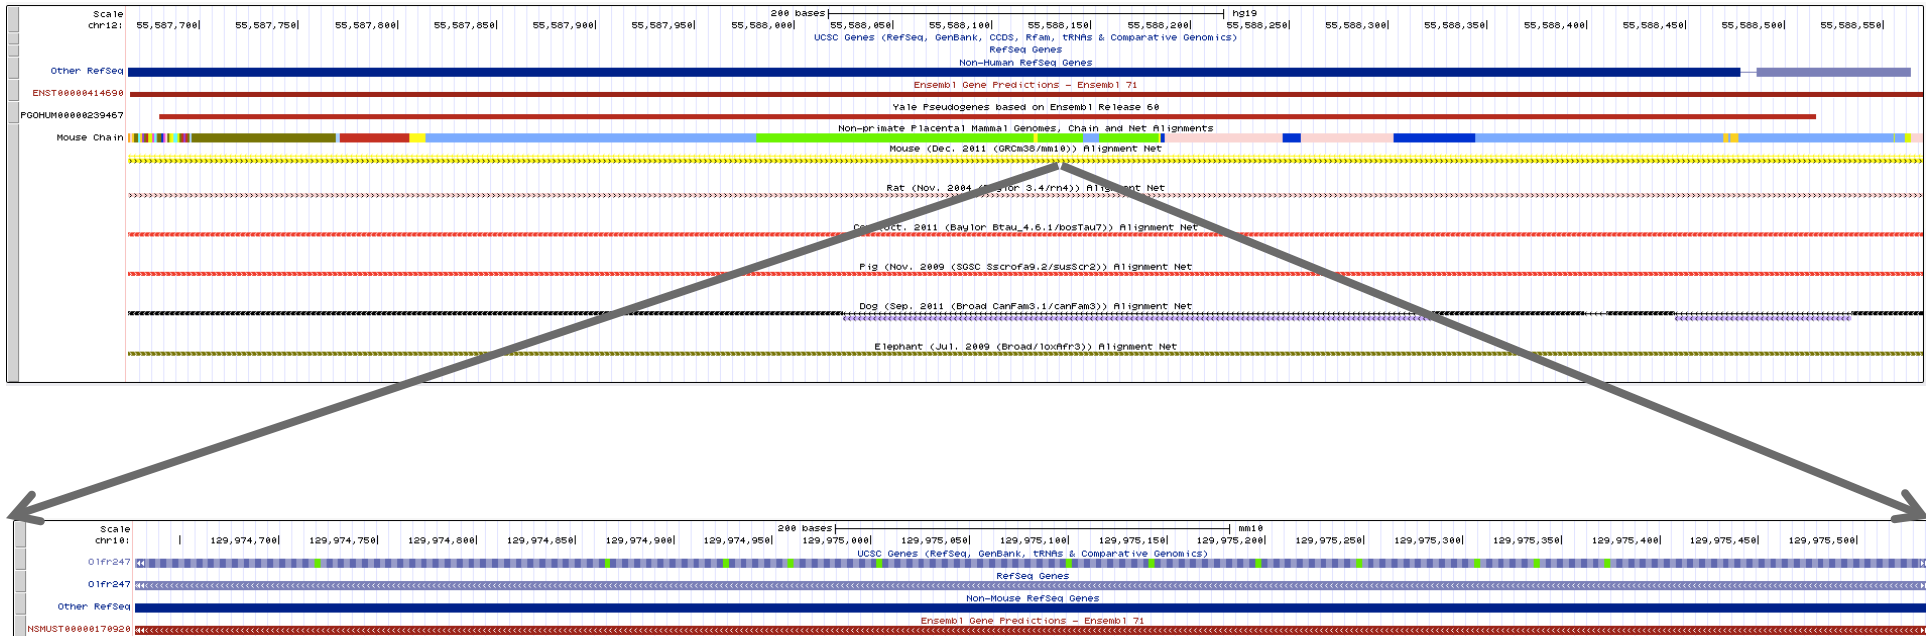 Scale 200 bases hg19
chr12: 55,587,700 55,587,750 55,587,800 55,587,850 55,587,900 55,587,950 55,588,000 55,588,050 55,588,100 55,588,150 55,588,200 55,588,250 55,588,300 55,588,350 55,588,400 55,588,450 55,588,500 55,588,550
UCSC Genes (RefSeq, GenBank, CCDS, Rfam, tRNAs & Comparative Genomics)
RefSeq Genes
Non-Human RefSeq Genes
Other RefSeq
Ensembl Gene Predictions - Ensembl 71
ENST00000414690
Yale Pseudogenes based on Ensembl Release 60
PGOHUM00000239467
Non-primate Placental Mammal Genomes, Chain and Net Alignments
Mouse Chain
Mouse (Dec. 2011 (GRCm38/mm10)) Alignment Net
Rat (Nov. 2004 3.4/rn4)) Net
2011 (Baylor Btau_4.6.1/bosTau7)) Alignment Net
Pig (Nov. 2009 (SGSC Sscrofa9.2/susScr2)) Alignment Net
Dog (Sep. 2011 (Broad CanFam3.1/canFam3)) Alignment Net
Elephant (Jul. 2009 (Broad/loxAfr3)) Alignment Net
Scale 200 bases mm10
chr10: 129,974,700 129,974,750 129,974,800 129,974,850 129,974,900 129,974,950 129,975,000 129,975,050 129,975,100 129,975,150 129,975,200 129,975,250 129,975,300 129,975,350 129,975,400 129,975,450 129,975,500
UCSC Genes (RefSeq, GenBank, tRNAs & Comparative Genomics)
Olfr247
RefSeq Genes
Olfr247
Non-Mouse RefSeq Genes
Other RefSeq
Ensembl Gene Predictions - Ensembl 71
NSMUST00000170920